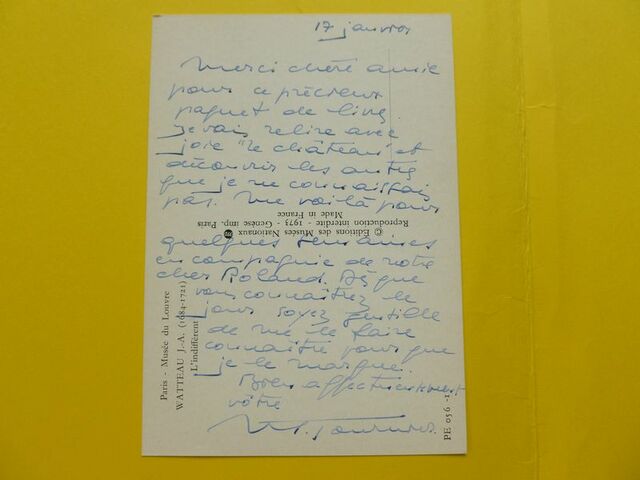 17 janvier
Merci chère amie
pour ce précieux
paquet de livres.
Je vais relire avec
joie "le château" et
découvrir les autres
que je ne connaissais
pas. Me voilà pour
© Editions des Musées Nationaux
Reproduction interdite - 1973 - Genèse imp. Paris
Made in France
quelques semaines
en compagnie de notre
cher Roland. Dès que
vous connaîtrez le
jour soyez gentille
de me le faire
connaître pour que
je le marque.
Bien affectueusement
vôtre
Paris - Musée du Louvre
WATTEAU J.-A. (1684-1721)
L'indifférent
PE 056 -